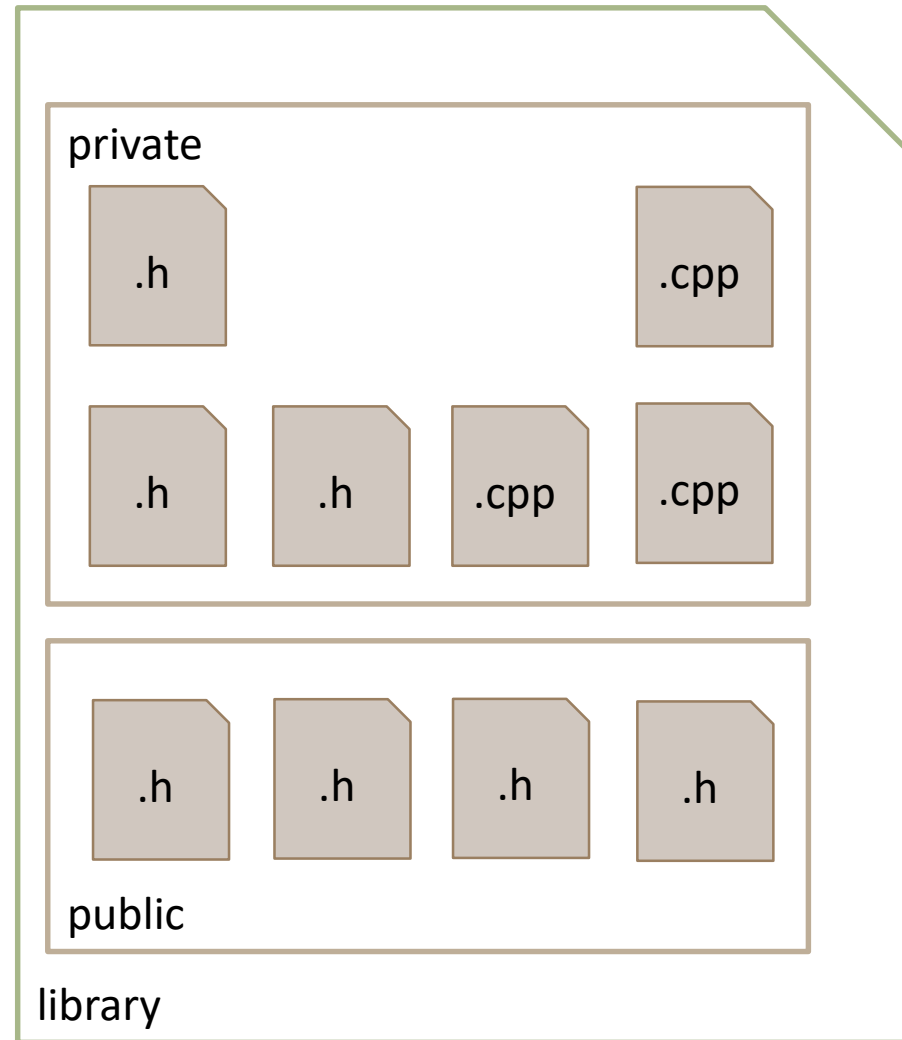 private
.h .cpp
.h .h .cpp .cpp
.h .h .h .h
public
library